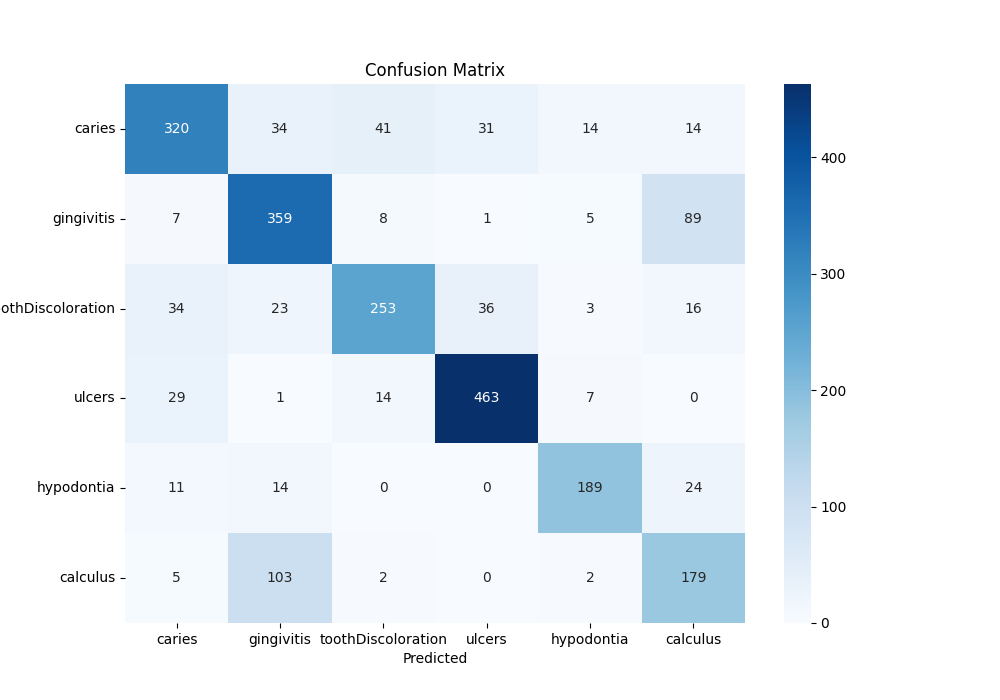 Confusion Matrix
caries 320 34 41 31 14 14
gingivitis 7 359 8 1 5 89
othDiscoloration 34 23 253 36 3 16
ulcers 29 1 14 463 7 0
hypodontia 11 14 0 0 189 24
calculus 5 103 2 0 2 179
caries gingivitis toothDiscoloration ulcers hypodontia calculus
Predicted
400
300
200
100
0